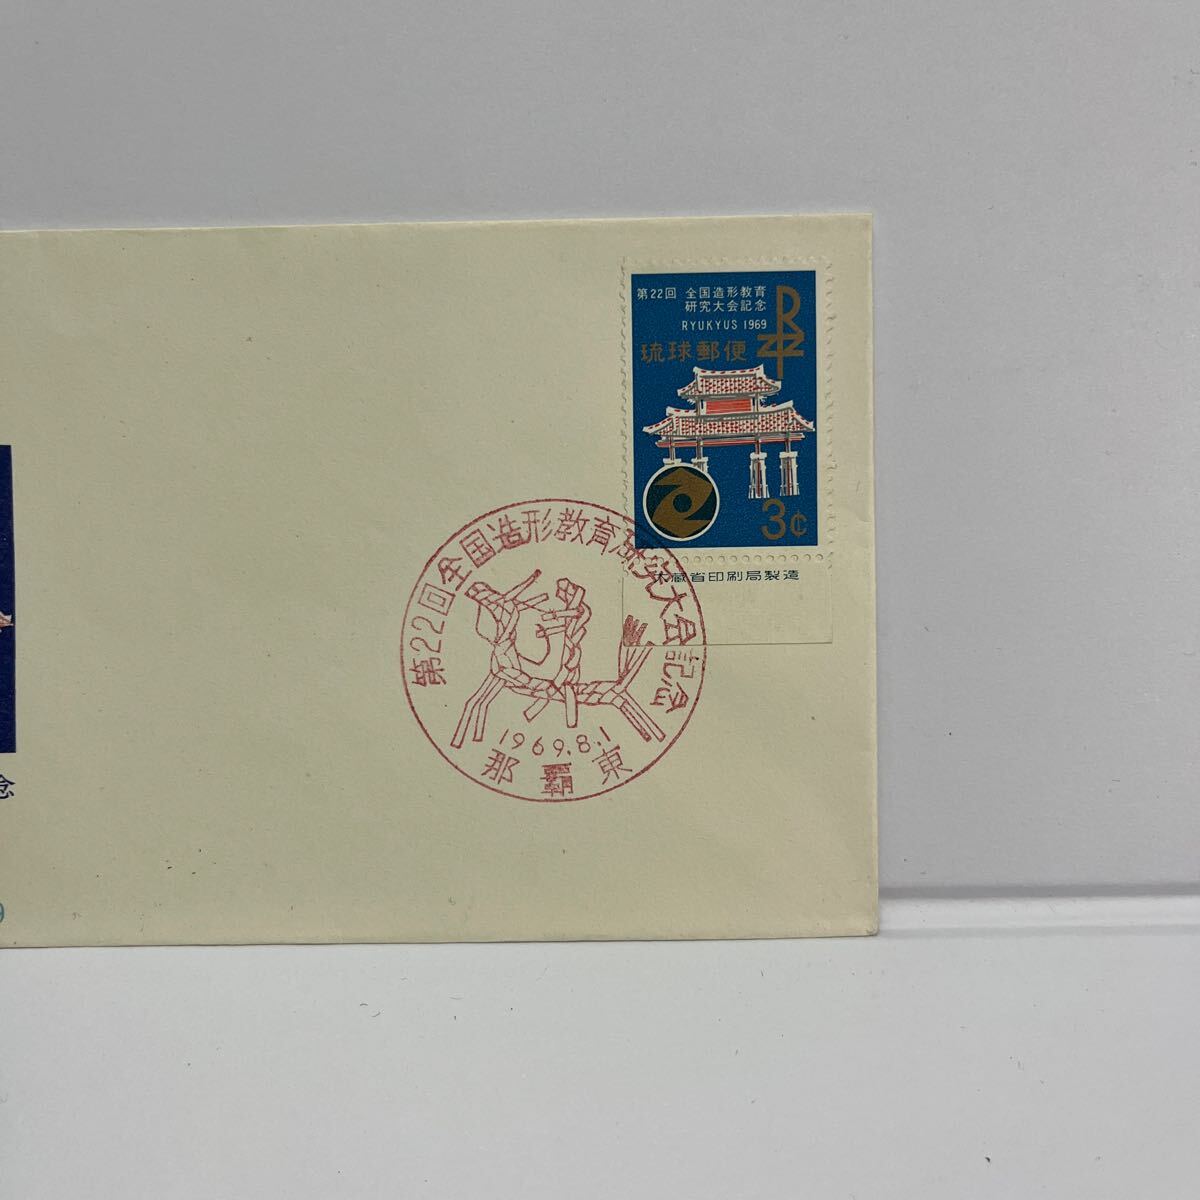 第22回 全国造形教育
研究大会記念
RYUKYUS 1969
琉球郵便
3¢
大蔵省印刷局製造
第22回全国造形教育研究大会記念
1969.8.1
那覇東
念
9